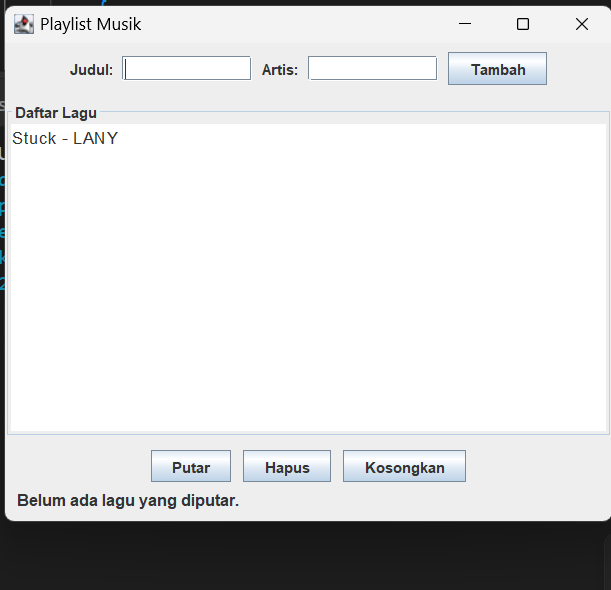 Playlist Musik
Judul: Artis: Tambah
Daftar Lagu
Stuck - LANY
Putar Hapus Kosongkan
Belum ada lagu yang diputar.